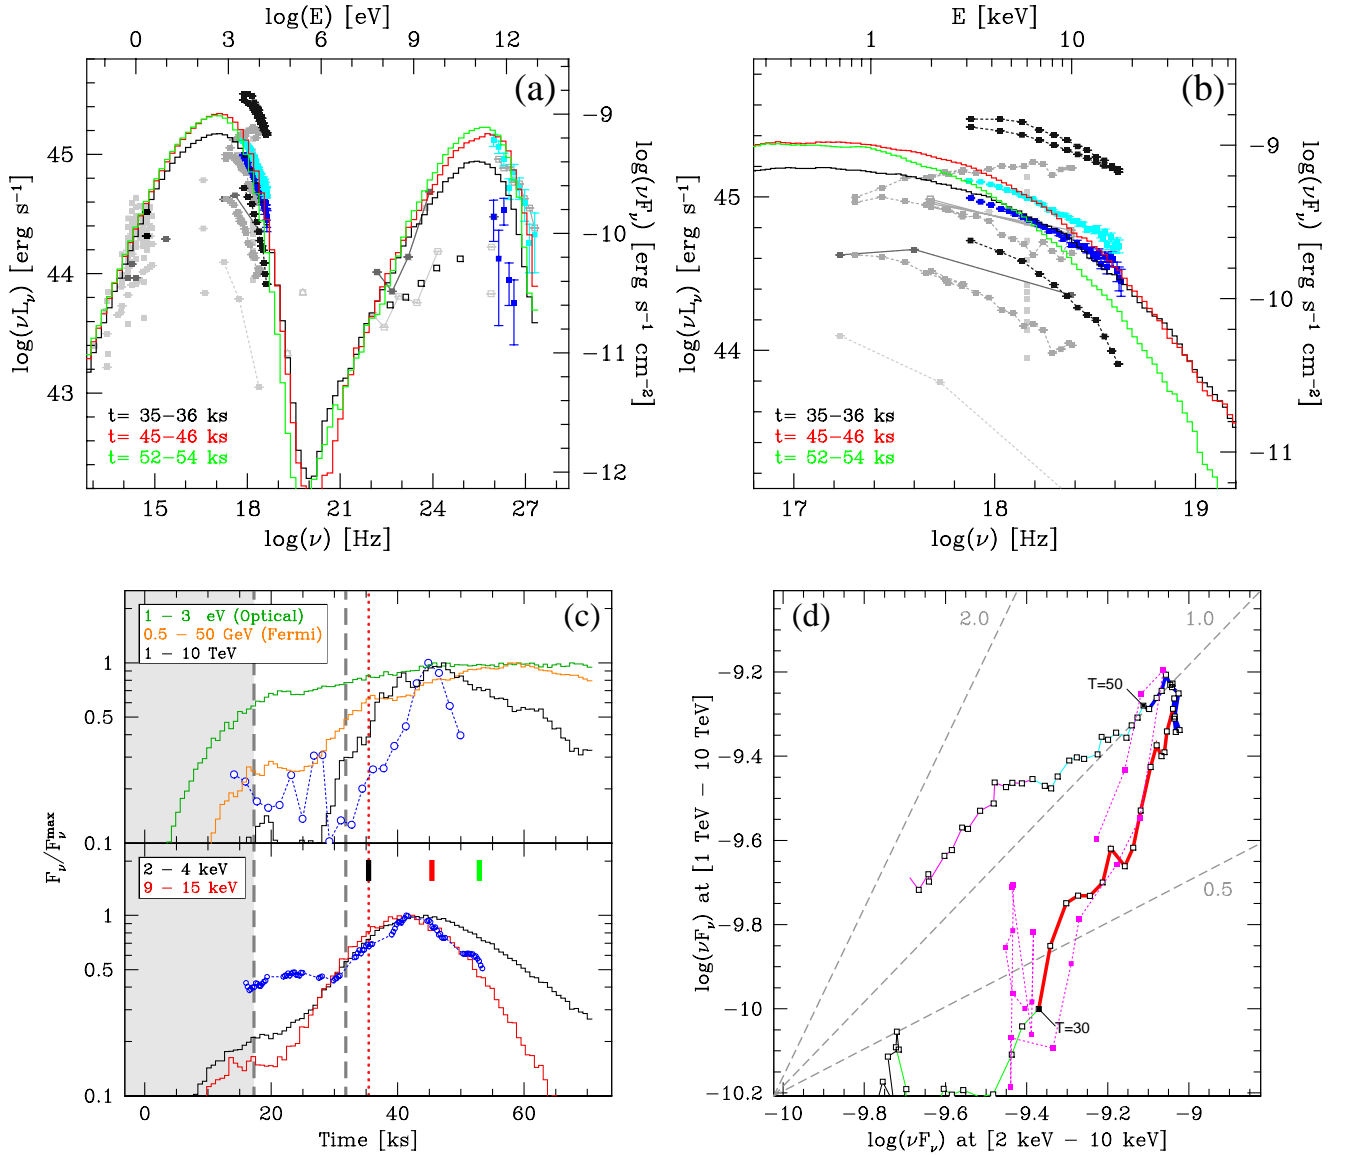 log(E) [eV]
0 3 6 9 12
(a)
log(νL_ν) [erg s⁻¹]
45
44
43
−9
−10
−11
−12
log(νF_ν) [erg s⁻¹ cm⁻²]
t= 35−36 ks
t= 45−46 ks
t= 52−54 ks
15 18 21 24 27
log(ν) [Hz]
E [keV]
1 10
(b)
log(νL_ν) [erg s⁻¹]
45
44
−9
−10
−11
log(νF_ν) [erg s⁻¹ cm⁻²]
t= 35−36 ks
t= 45−46 ks
t= 52−54 ks
17 18 19
log(ν) [Hz]
(c)
1 − 3 eV (Optical)
0.5 − 50 GeV (Fermi)
1 − 10 TeV
1
0.5
0.1
F_ν/F_ν^max
2 − 4 keV
9 − 15 keV
1
0.5
0.1
0 20 40 60
Time [ks]
(d)
2.0
1.0
0.5
T=50
T=30
log(νF_ν) at [1 TeV − 10 TeV]
−9.2
−9.4
−9.6
−9.8
−10
−10.2
−10 −9.8 −9.6 −9.4 −9.2 −9
log(νF_ν) at [2 keV − 10 keV]